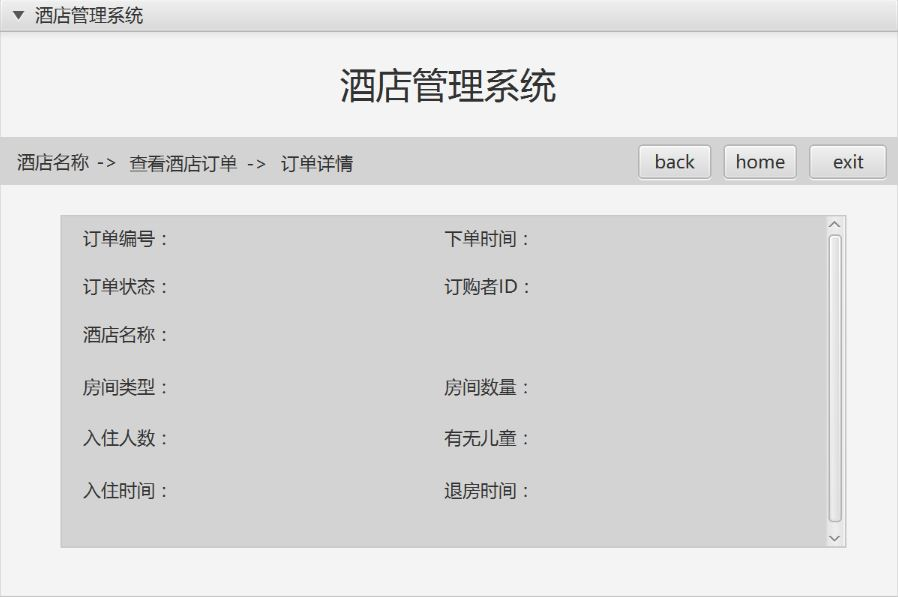 酒店管理系统
酒店管理系统
酒店名称 -> 查看酒店订单 -> 订单详情 back home exit
订单编号： 下单时间：
订单状态： 订购者ID：
酒店名称：
房间类型： 房间数量：
入住人数： 有无儿童：
入住时间： 退房时间：